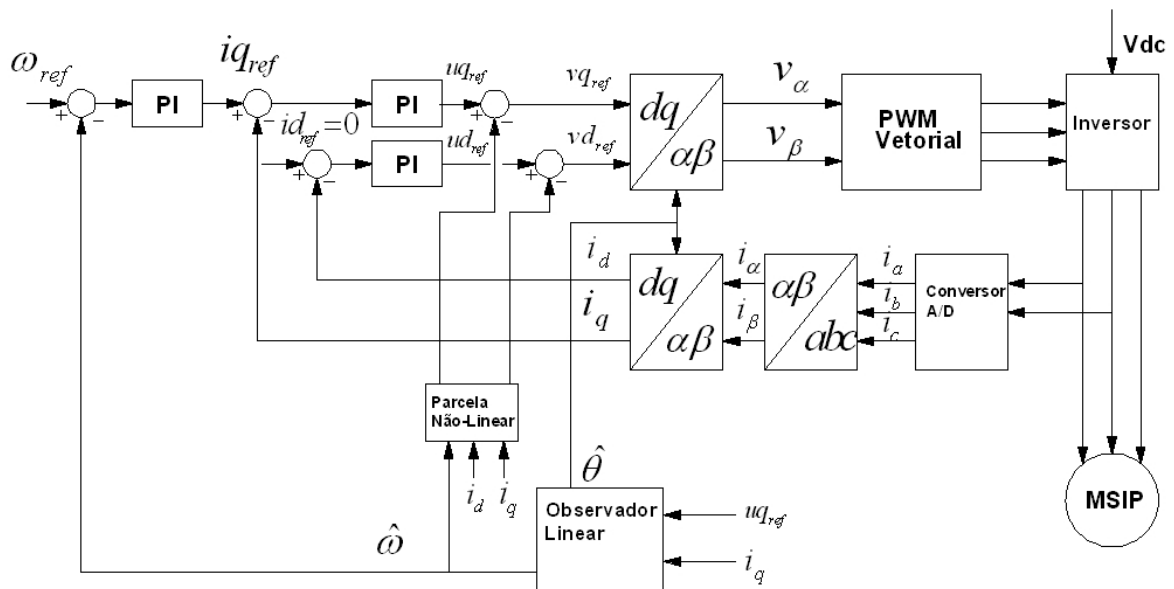 ω_ref
PI
iq_ref
PI
uq_ref
vq_ref
id_ref = 0
PI
ud_ref
vd_ref
dq
αβ
v_α
v_β
PWM
Vetorial
Vdc
Inversor
i_d
i_q
dq
αβ
i_α
i_β
αβ
abc
i_a
i_b
i_c
Conversor
A/D
Parcela
Não-Linear
i_d
i_q
θ̂
ω̂
Observador
Linear
uq_ref
i_q
MSIP
+
−
+
−
+
−
+
−
+
−